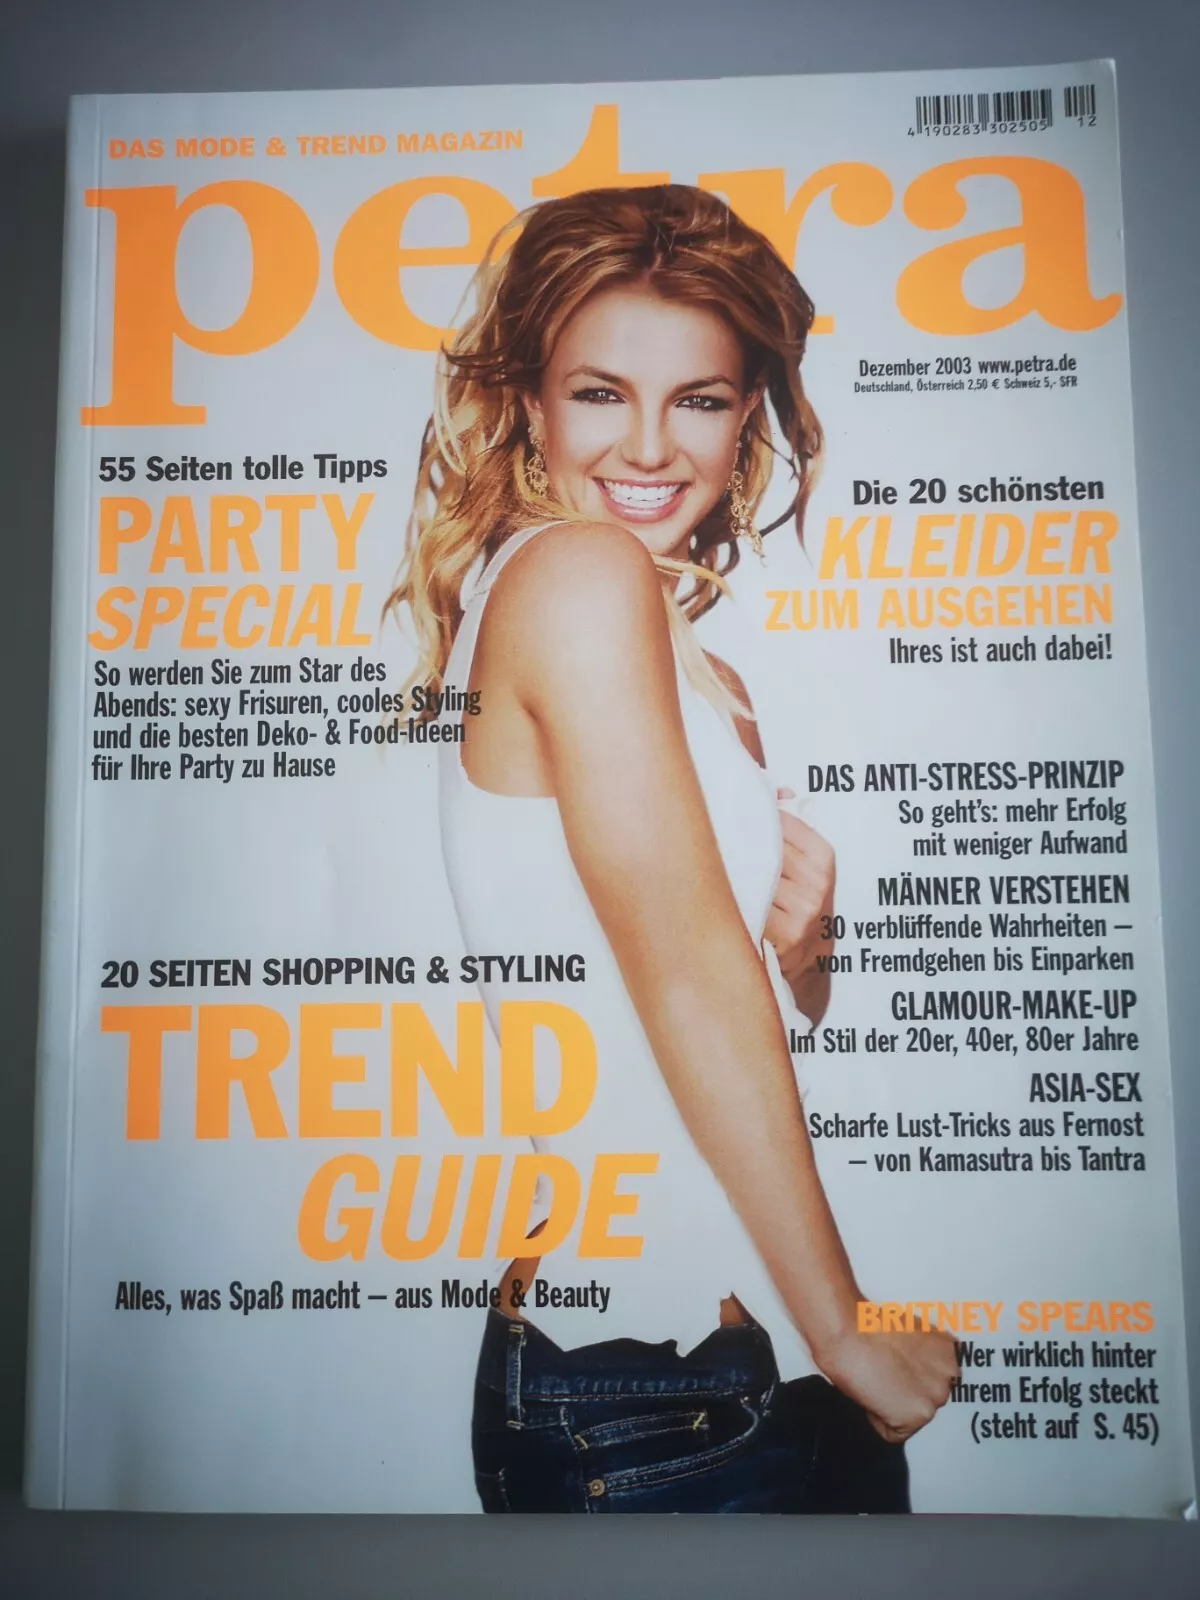 DAS MODE & TREND MAGAZIN
petra
4 190283 302505 12
Dezember 2003 www.petra.de
Deutschland, Österreich 2,50 € Schweiz 5,- SFR
55 Seiten tolle Tipps
PARTY
SPECIAL
So werden Sie zum Star des
Abends: sexy Frisuren, cooles Styling
und die besten Deko- & Food-Ideen
für Ihre Party zu Hause
Die 20 schönsten
KLEIDER
ZUM AUSGEHEN
Ihres ist auch dabei!
DAS ANTI-STRESS-PRINZIP
So geht's: mehr Erfolg
mit weniger Aufwand
MÄNNER VERSTEHEN
30 verblüffende Wahrheiten –
von Fremdgehen bis Einparken
GLAMOUR-MAKE-UP
Im Stil der 20er, 40er, 80er Jahre
ASIA-SEX
Scharfe Lust-Tricks aus Fernost
– von Kamasutra bis Tantra
20 SEITEN SHOPPING & STYLING
TREND
GUIDE
Alles, was Spaß macht – aus Mode & Beauty
BRITNEY SPEARS
Wer wirklich hinter
ihrem Erfolg steckt
(steht auf S. 45)